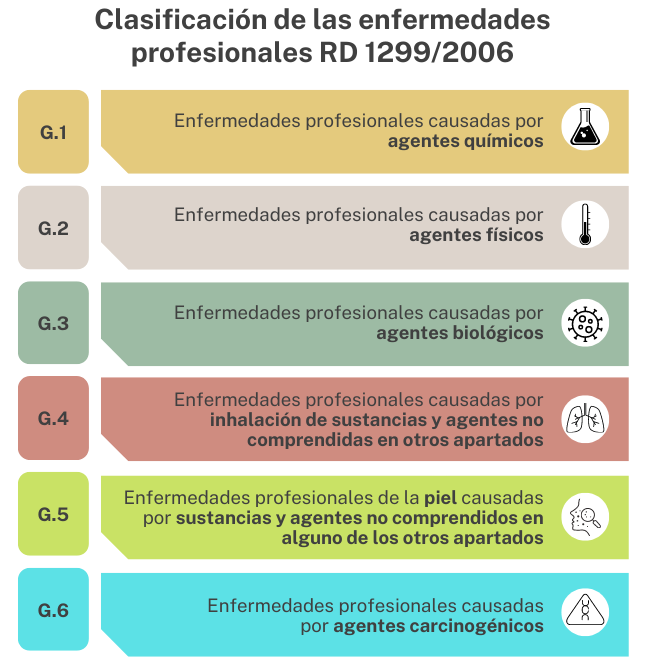 Clasificación de las enfermedades
profesionales RD 1299/2006
G.1
Enfermedades profesionales causadas por
agentes químicos
G.2
Enfermedades profesionales causadas por
agentes físicos
G.3
Enfermedades profesionales causadas por
agentes biológicos
G.4
Enfermedades profesionales causadas por
inhalación de sustancias y agentes no
comprendidas en otros apartados
G.5
Enfermedades profesionales de la piel causadas
por sustancias y agentes no comprendidos en
alguno de los otros apartados
G.6
Enfermedades profesionales causadas
por agentes carcinogénicos